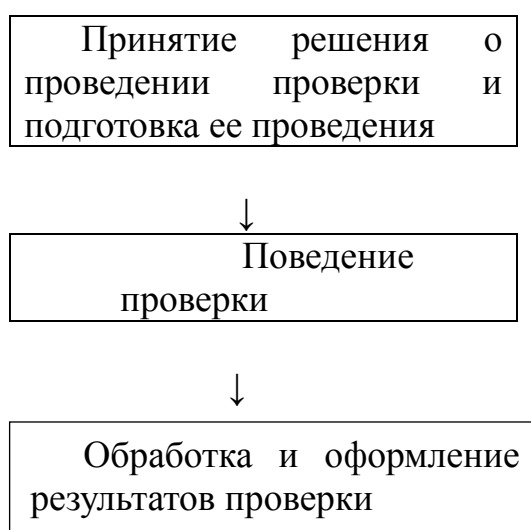 Принятие решения о
проведении проверки и
подготовка ее проведения
↓
Поведение
проверки
↓
Обработка и оформление
результатов проверки